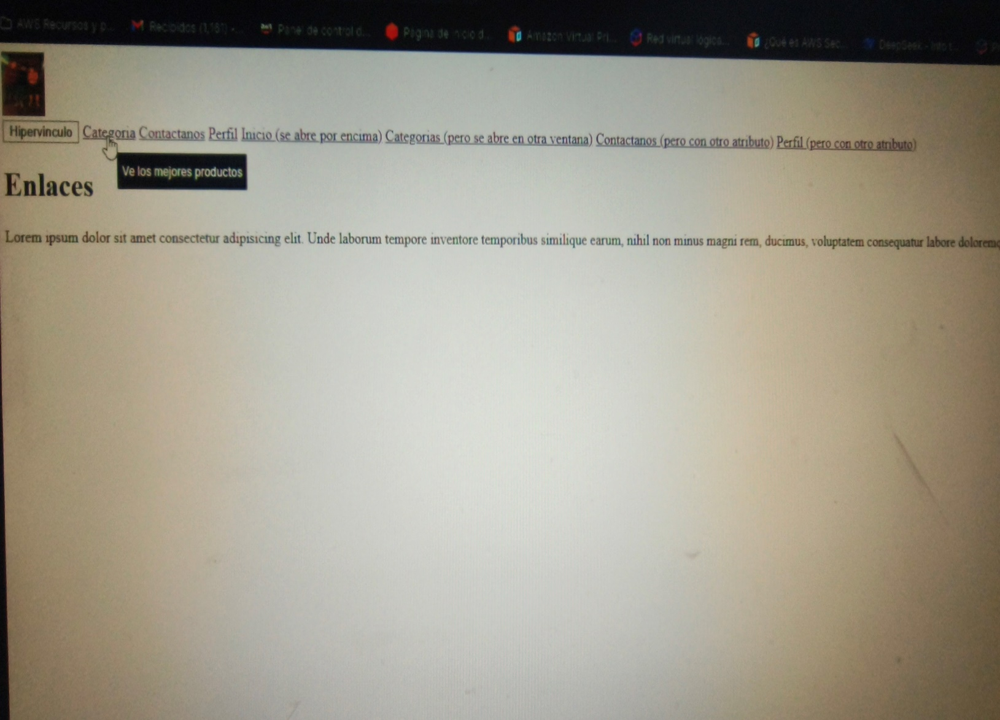 AWS Recursos y p... Recibidos (1,161) -... Panel de control d... Página de inicio d... Amazon Virtual Pri... Red virtual lógica... ¿Qué es AWS Sec... DeepSeek - Into t...
Hipervinculo Categoria Contactanos Perfil Inicio (se abre por encima) Categorias (pero se abre en otra ventana) Contactanos (pero con otro atributo) Perfil (pero con otro atributo)
Ve los mejores productos
Enlaces
Lorem ipsum dolor sit amet consectetur adipisicing elit. Unde laborum tempore inventore temporibus similique earum, nihil non minus magni rem, ducimus, voluptatem consequatur labore